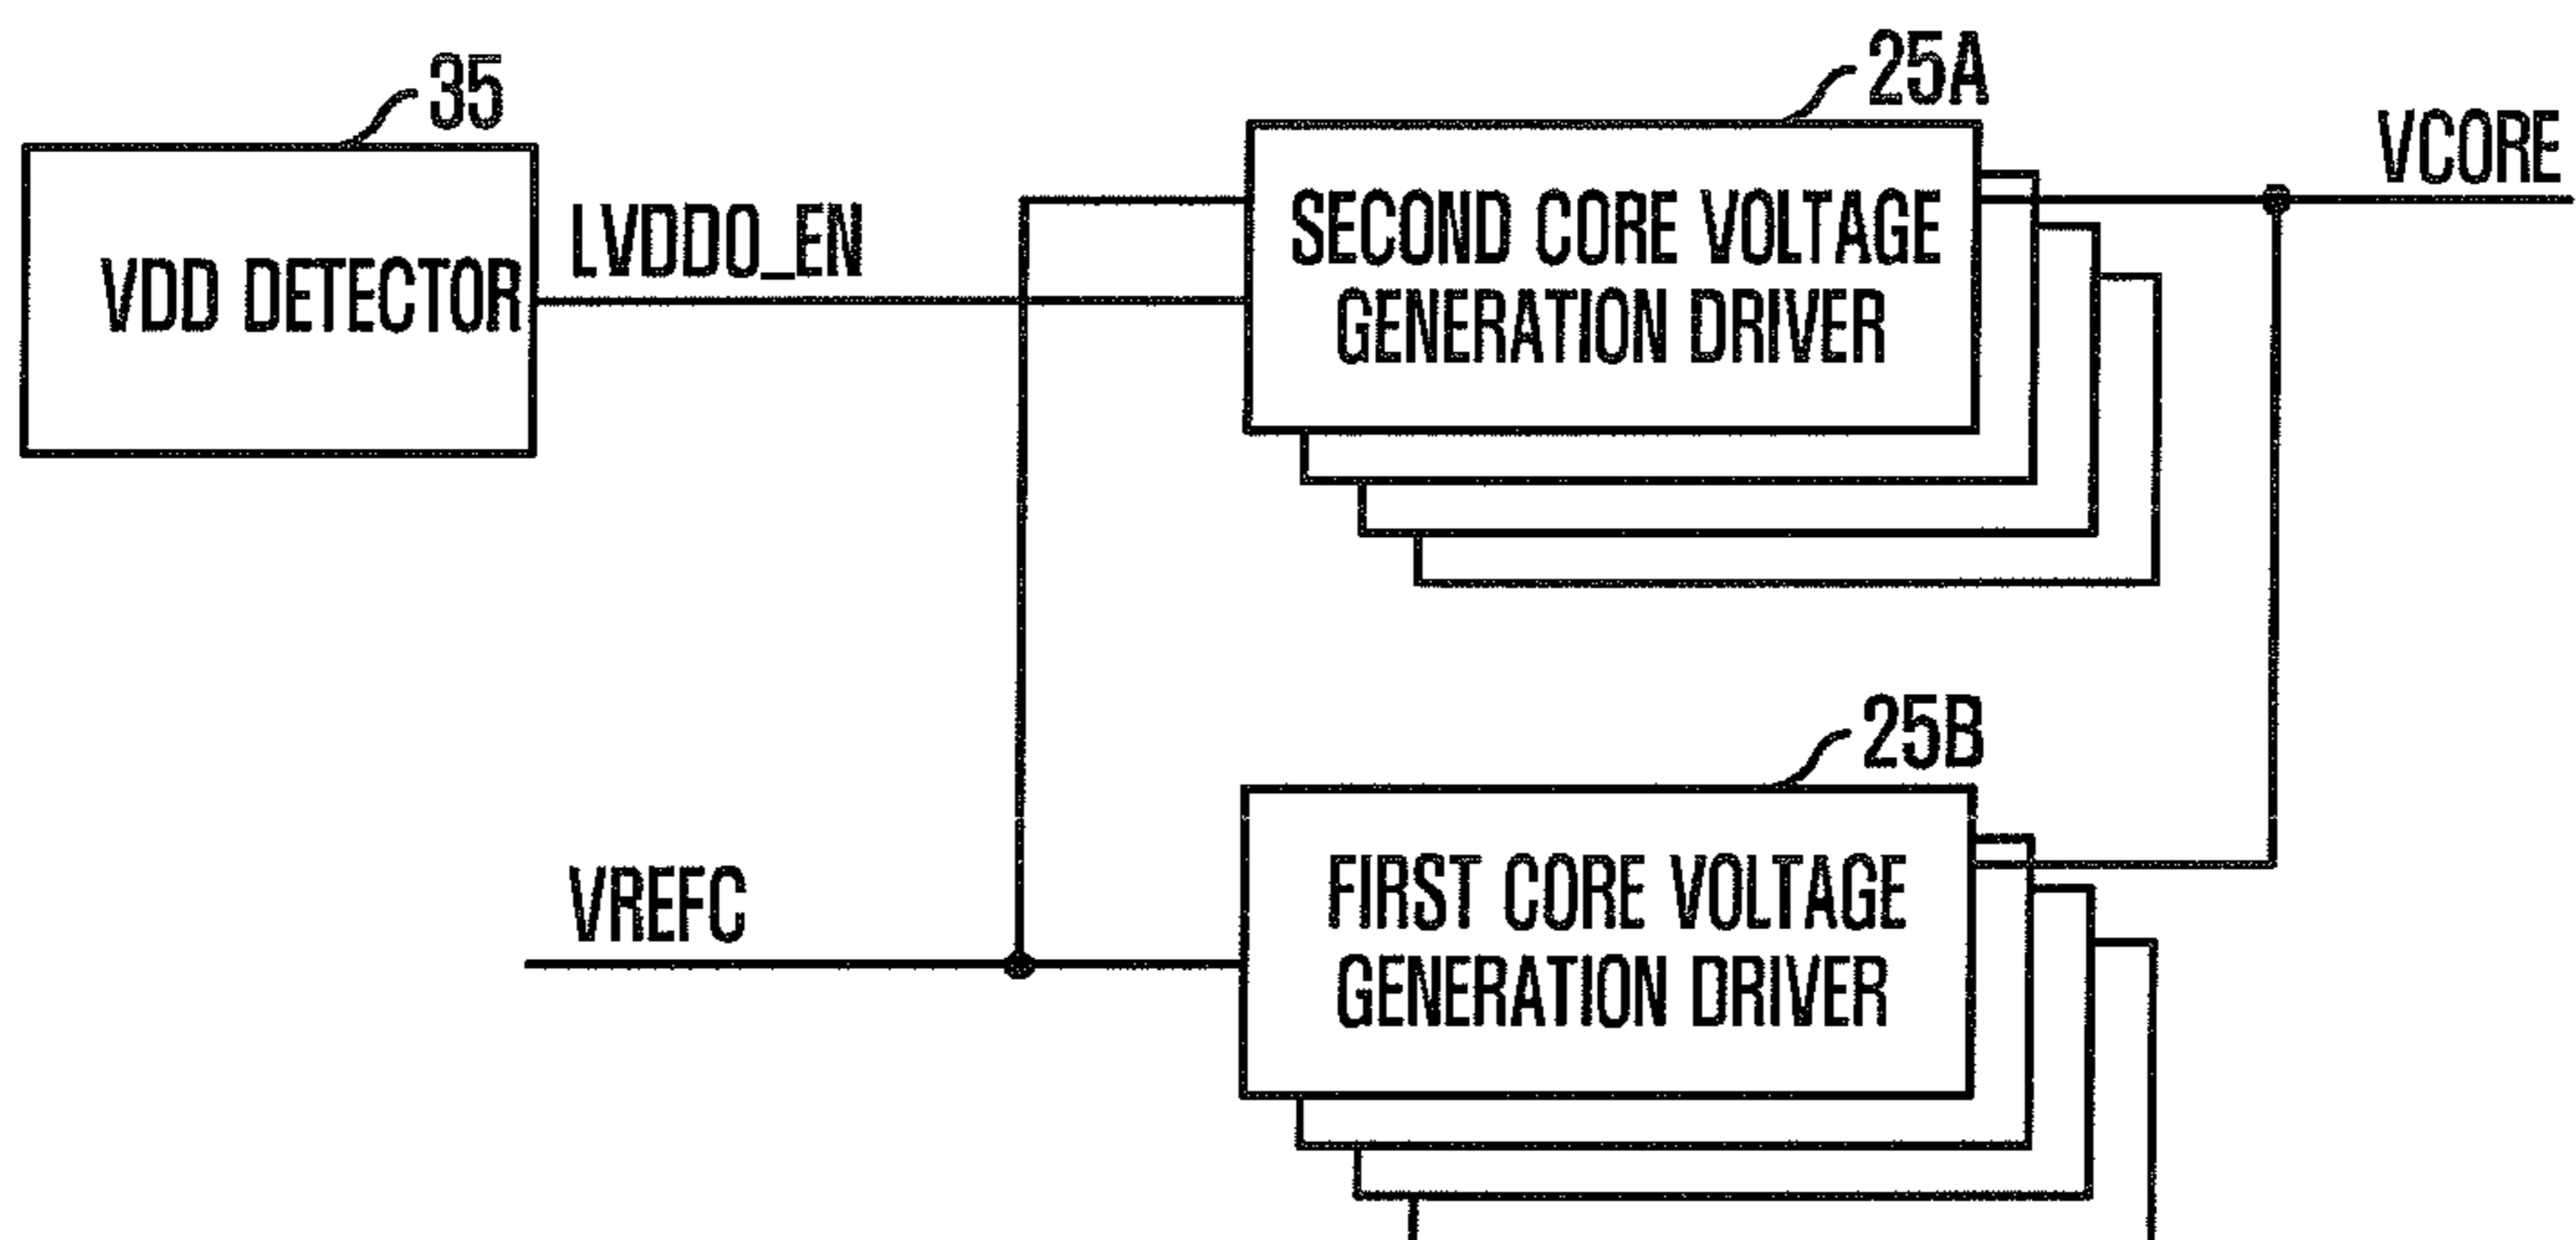 35
25A
VCORE
VDD DETECTOR
LVDDO_EN
SECOND CORE VOLTAGE
GENERATION DRIVER
25B
VREFC
FIRST CORE VOLTAGE
GENERATION DRIVER